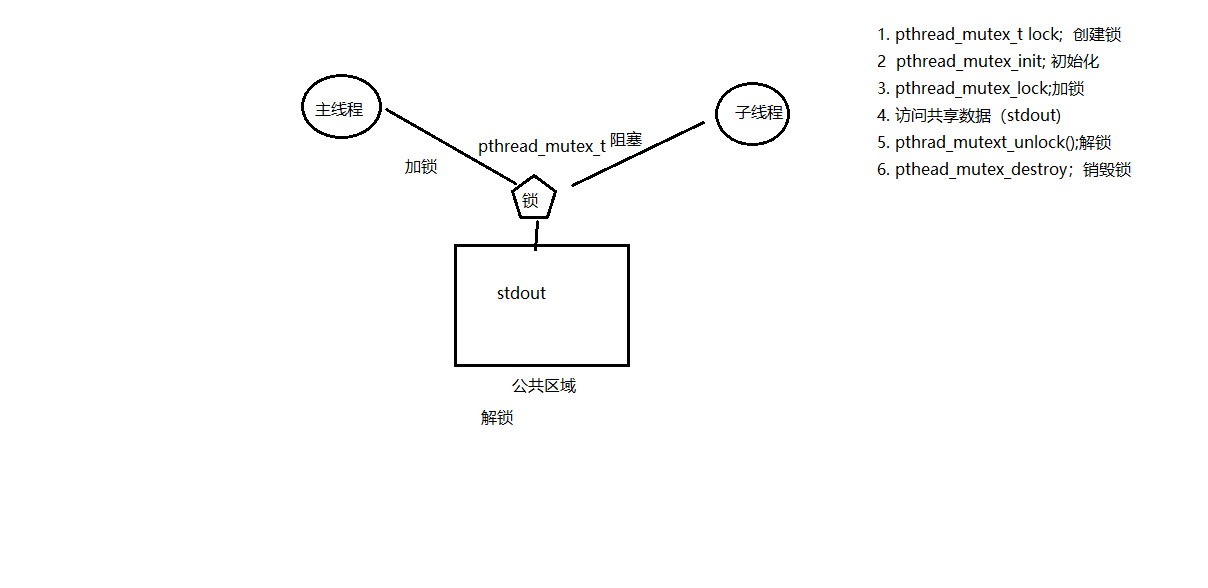 主线程
子线程
pthread_mutex_t
阻塞
加锁
锁
stdout
公共区域
解锁
1. pthread_mutex_t lock;  创建锁
2  pthread_mutex_init; 初始化
3. pthread_mutex_lock;加锁
4. 访问共享数据（stdout)
5. pthrad_mutext_unlock();解锁
6. pthead_mutex_destroy；销毁锁